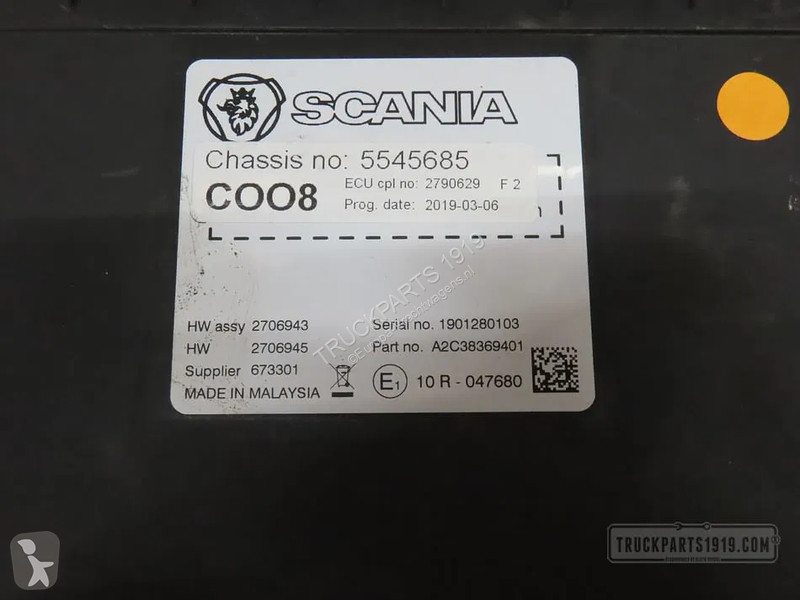 SCANIA
Chassis no: 5545685
COO8 ECU cpl no: 2790629 F 2
Prog. date: 2019-03-06
HW assy 2706943 Serial no. 1901280103
HW 2706945 Part no. A2C38369401
Supplier 673301
MADE IN MALAYSIA E1 10 R - 047680
TRUCKPARTS 1919
TRUCKPARTS1919.COM